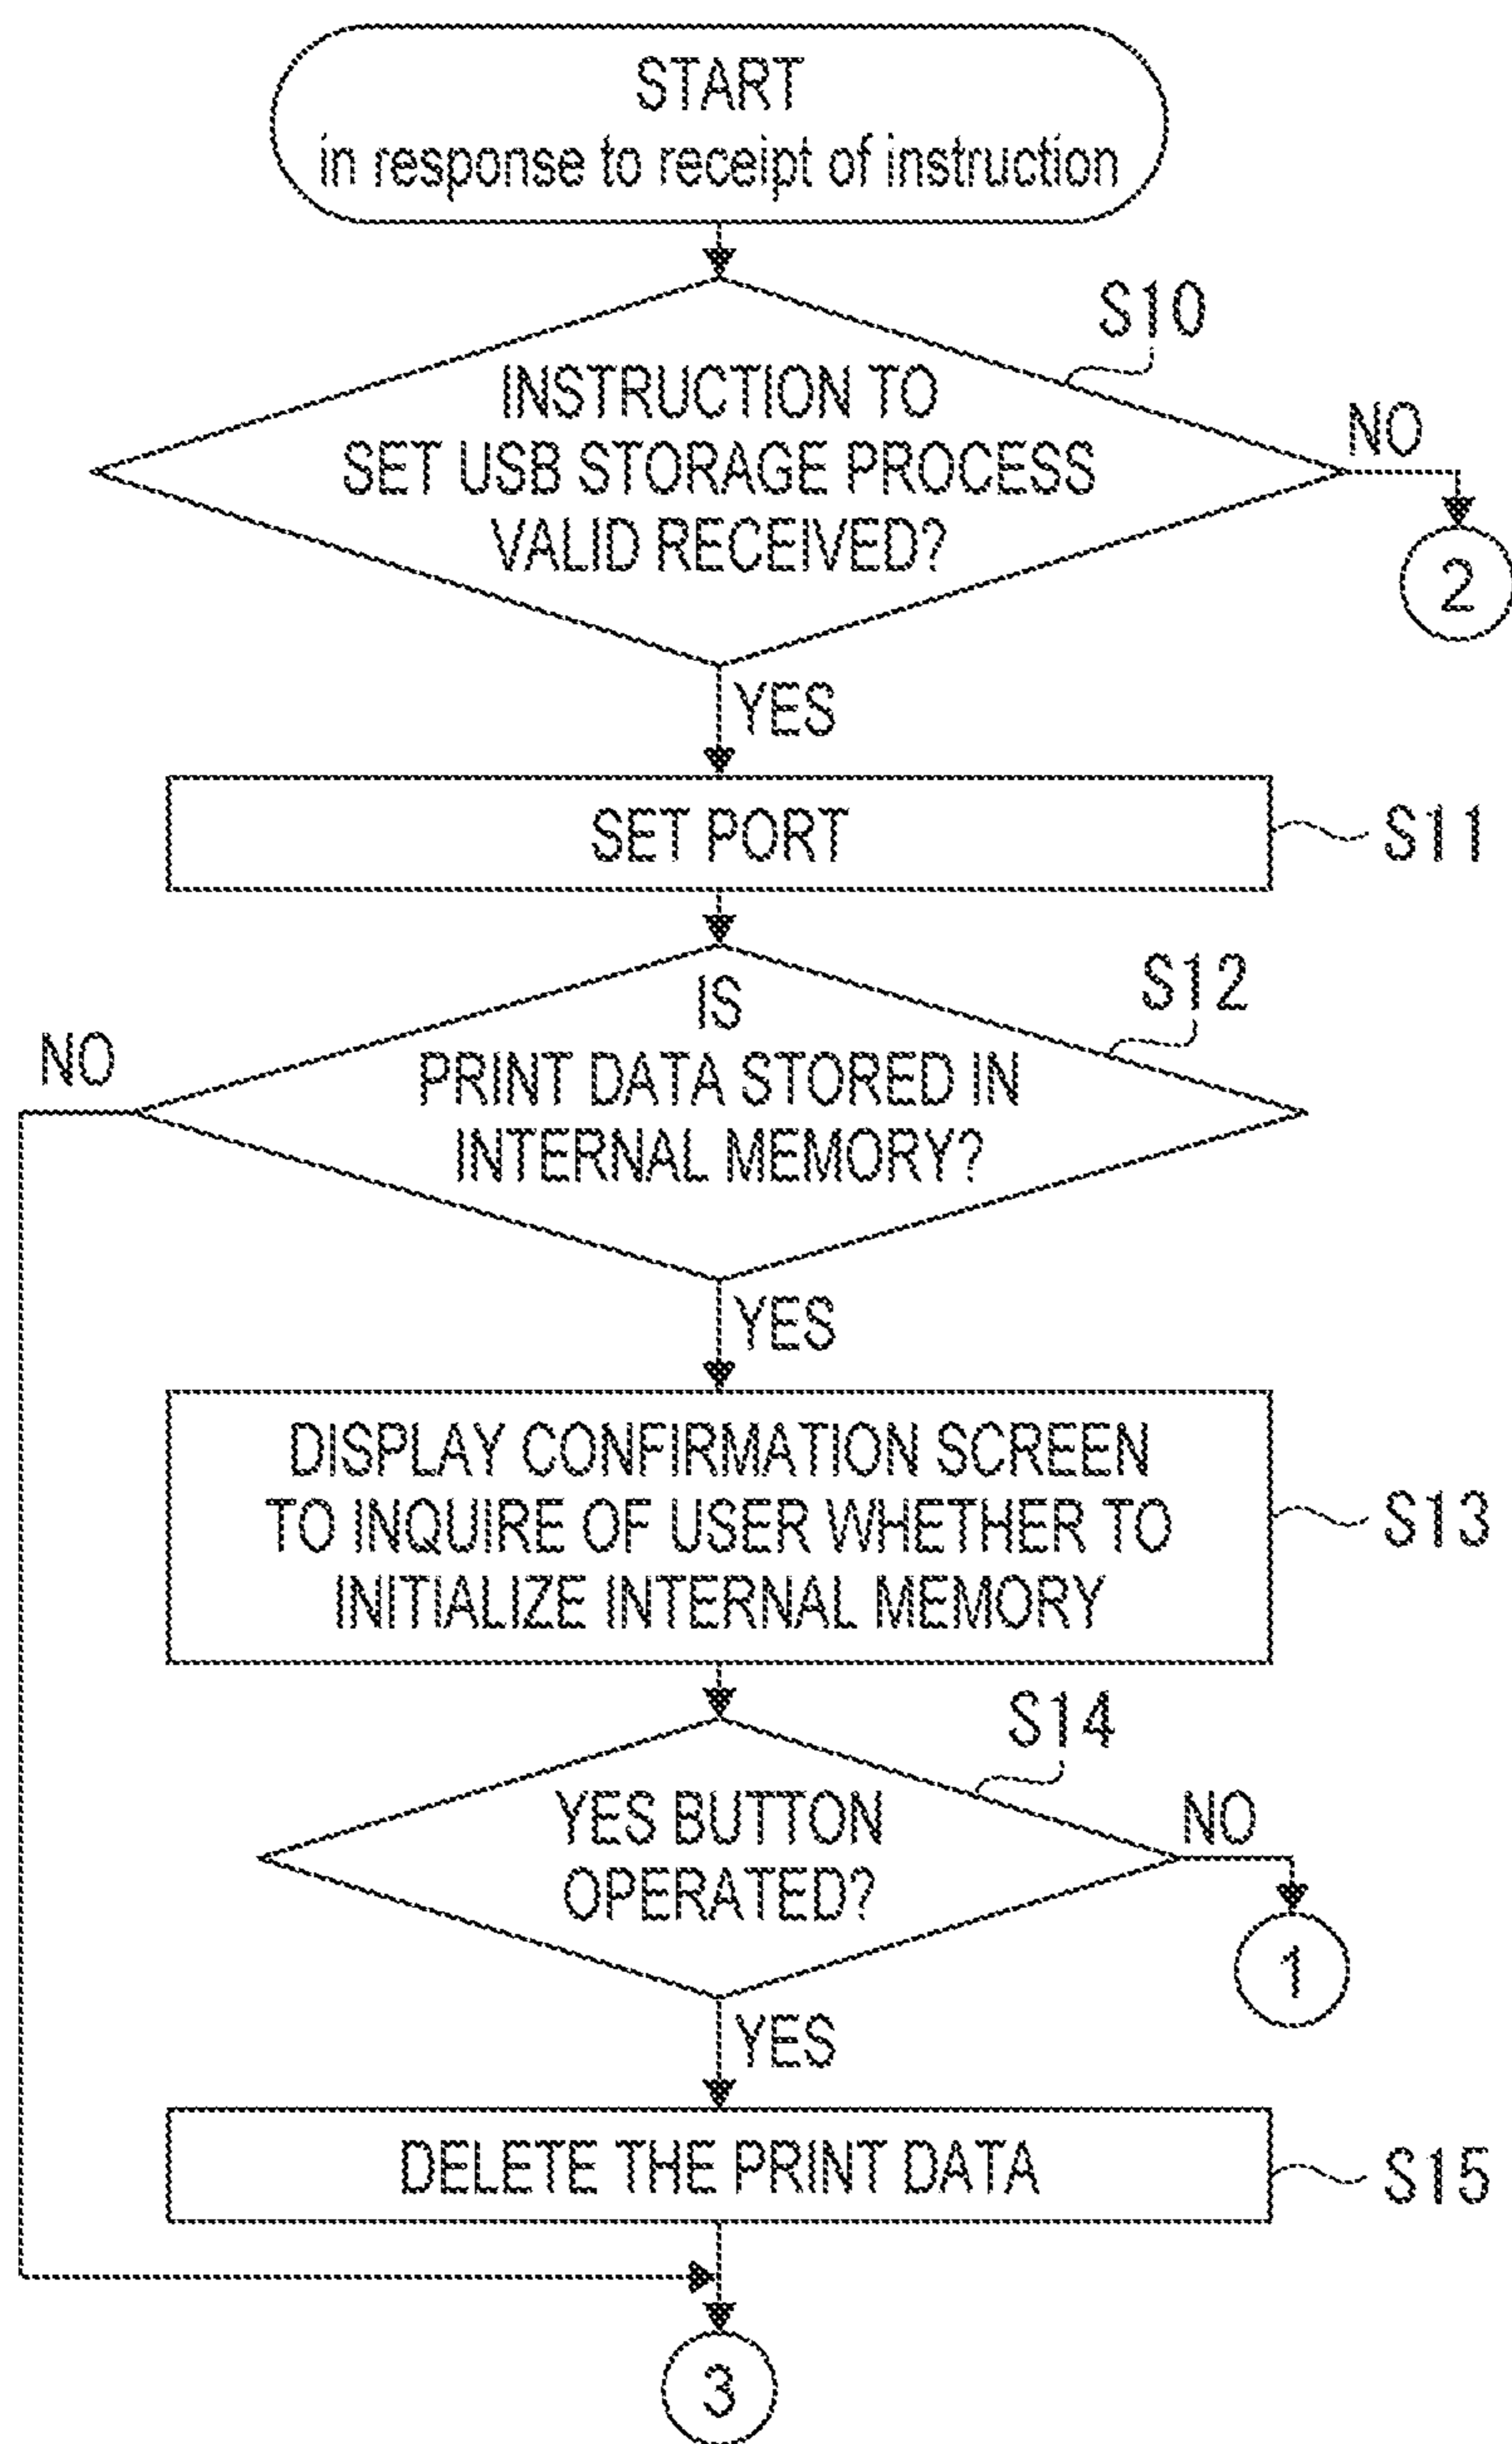 START
in response to receipt of instruction
S10
INSTRUCTION TO
SET USB STORAGE PROCESS
VALID RECEIVED?
NO
2
YES
SET PORT
S11
S12
IS
PRINT DATA STORED IN
INTERNAL MEMORY?
NO
YES
DISPLAY CONFIRMATION SCREEN
TO INQUIRE OF USER WHETHER TO
INITIALIZE INTERNAL MEMORY
S13
S14
YES BUTTON
OPERATED?
NO
1
YES
DELETE THE PRINT DATA
S15
3